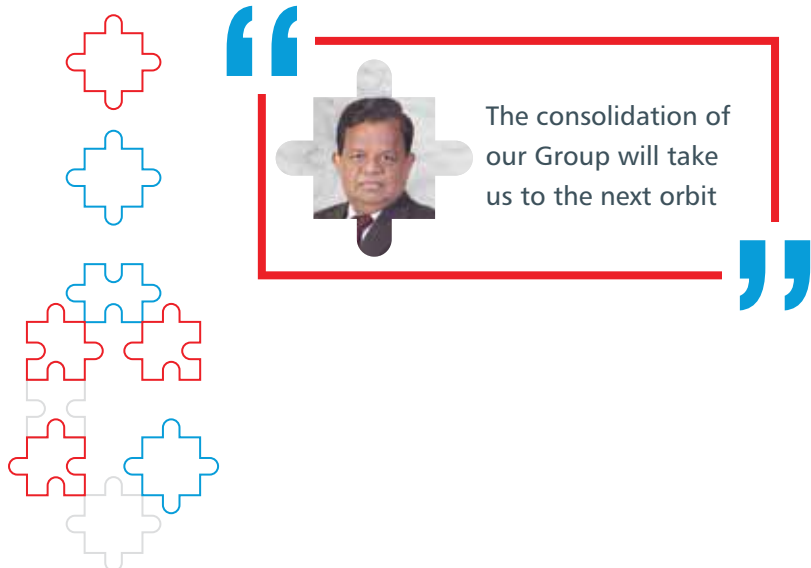 The consolidation of
our Group will take
us to the next orbit